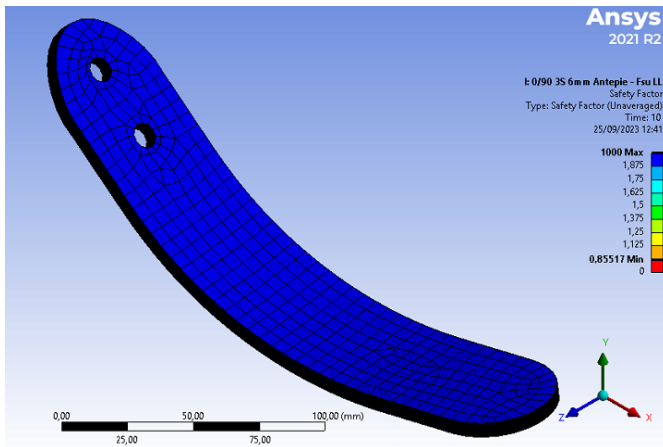 Ansys
2021 R2
I: 0/90 3S 6mm Antepie - Fsu LL
Safety Factor
Type: Safety Factor (Unaveraged)
Time: 10
25/09/2023 12:41
1000 Max
1,875
1,75
1,625
1,5
1,375
1,25
1,125
0,85517 Min
0
Y
Z
X
0,00
50,00
100,00 (mm)
25,00
75,00